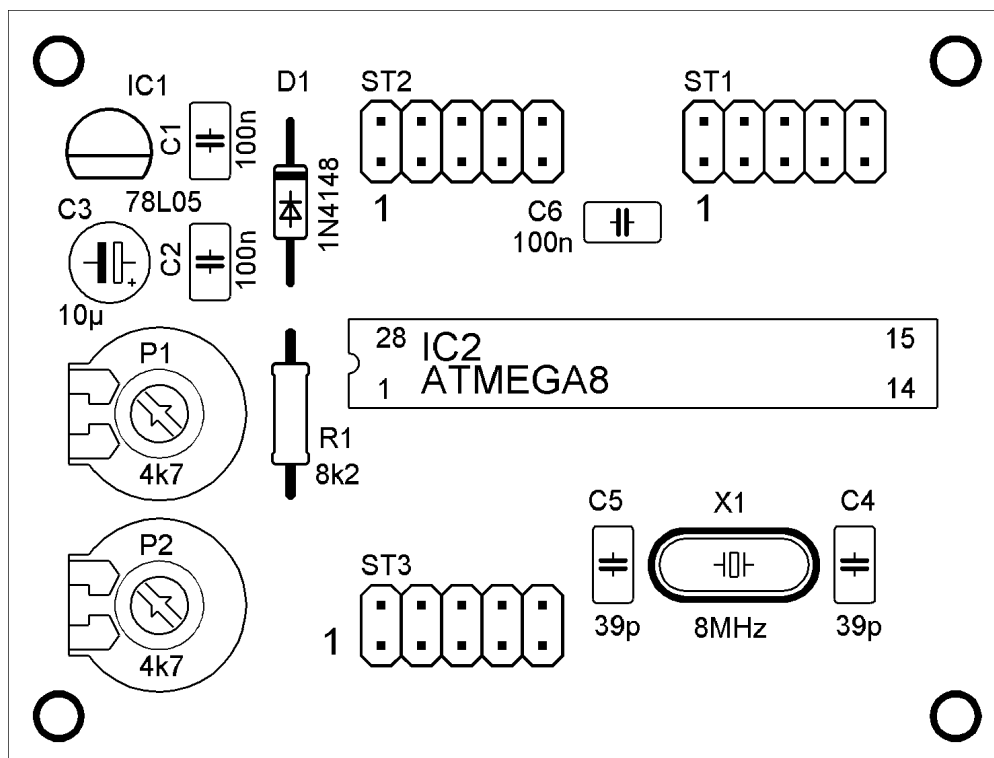 IC1
C1
100n
78L05
D1
1N4148
ST2
1
ST1
1
C3
10µ
+
C2
100n
C6
100n
P1
4k7
R1
8k2
28
IC2
15
1
ATMEGA8
14
P2
4k7
ST3
1
C5
39p
X1
8MHz
C4
39p